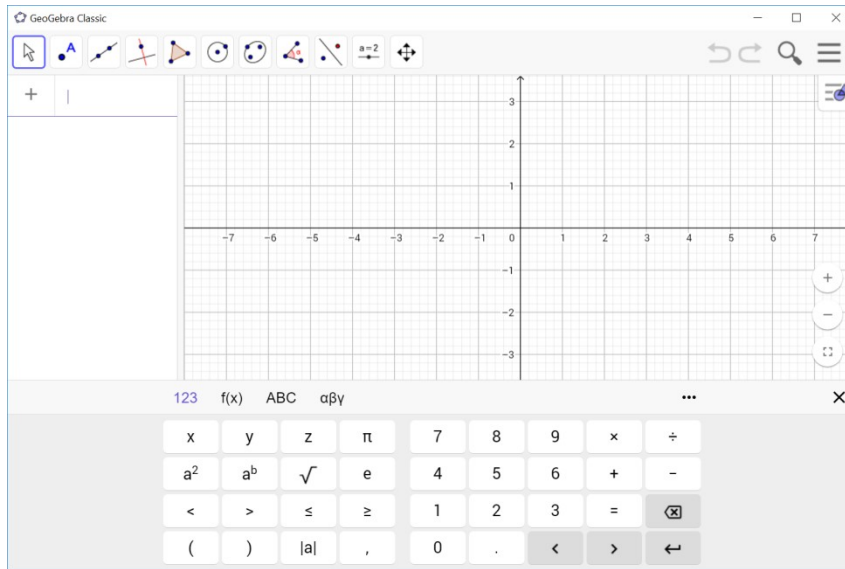 GeoGebra Classic
A
a=2
+
3
2
1
-7 -6 -5 -4 -3 -2 -1 0 1 2 3 4 5 6 7
-1
-2
-3
+
−
123 f(x) ABC αβγ
x y z π 7 8 9 × ÷
a² aᵇ √ e 4 5 6 + −
< > ≤ ≥ 1 2 3 =
( ) |a| , 0 . < >